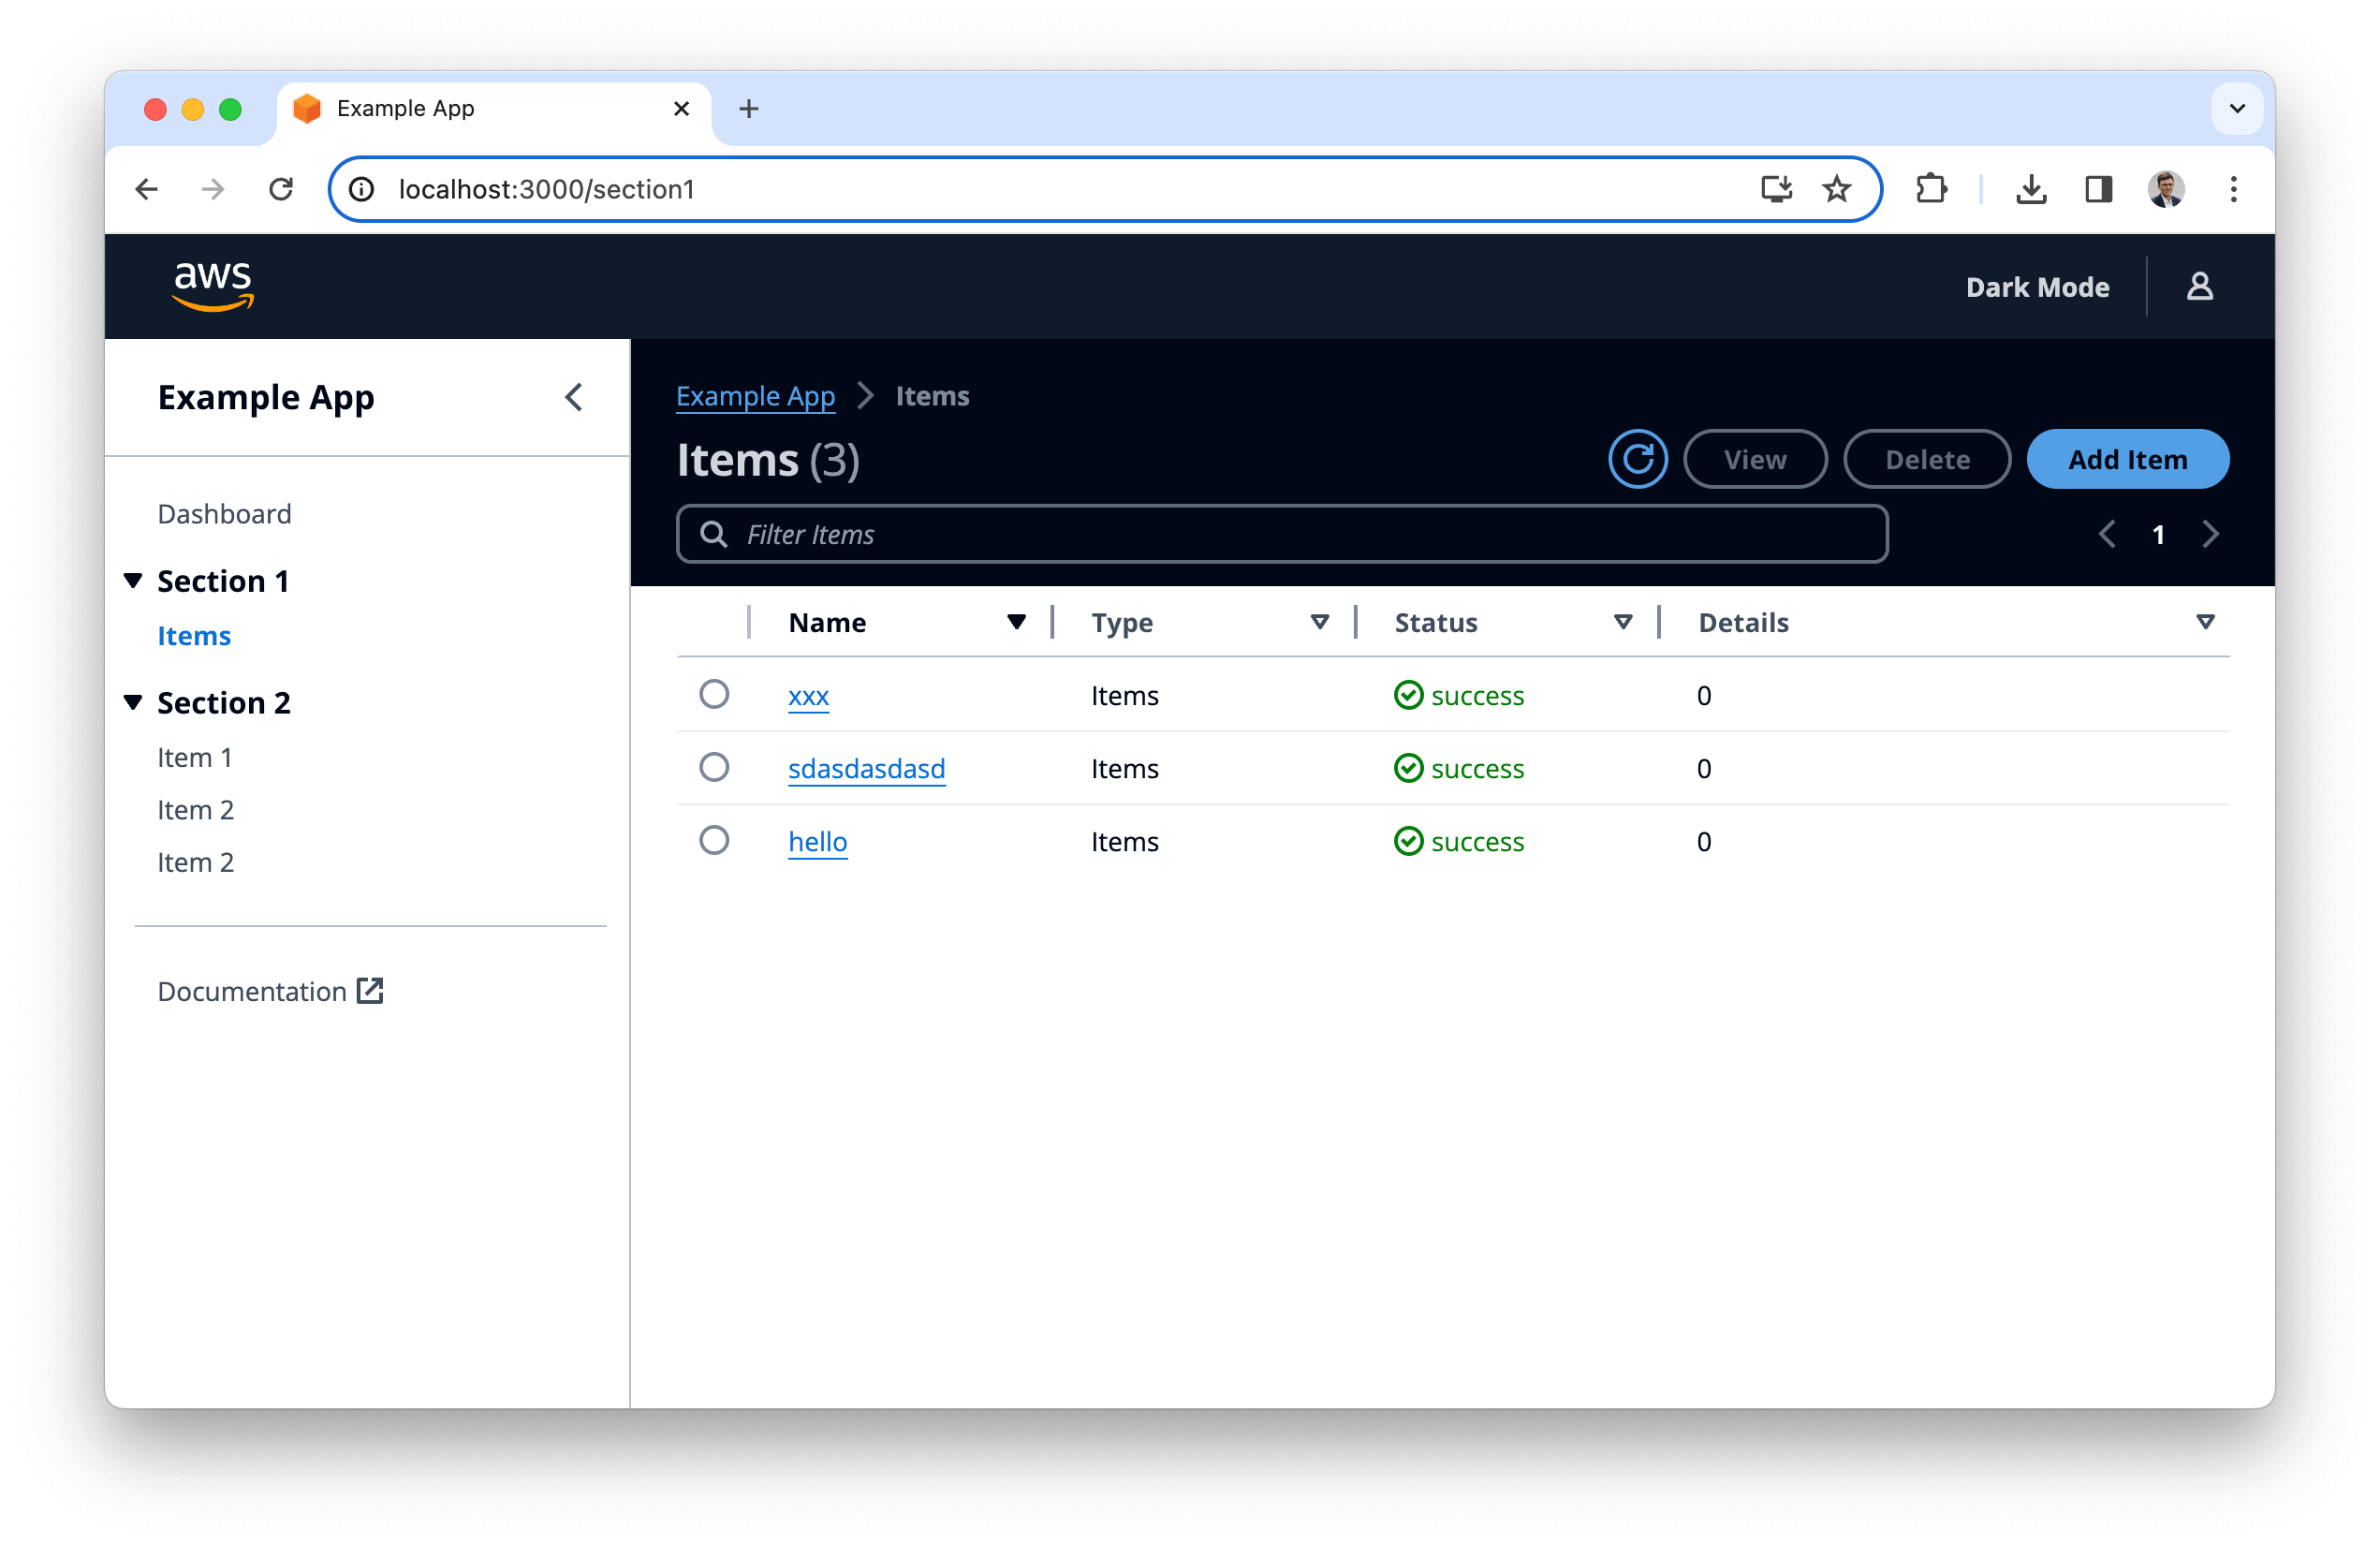 Example App
localhost:3000/section1
aws
Dark Mode
Example App
Dashboard
Section 1
Items
Section 2
Item 1
Item 2
Item 2
Documentation
Example App > Items
Items (3)
View
Delete
Add Item
Filter Items
1
Name Type Status Details
xxx Items success 0
sdasdasdasd Items success 0
hello Items success 0